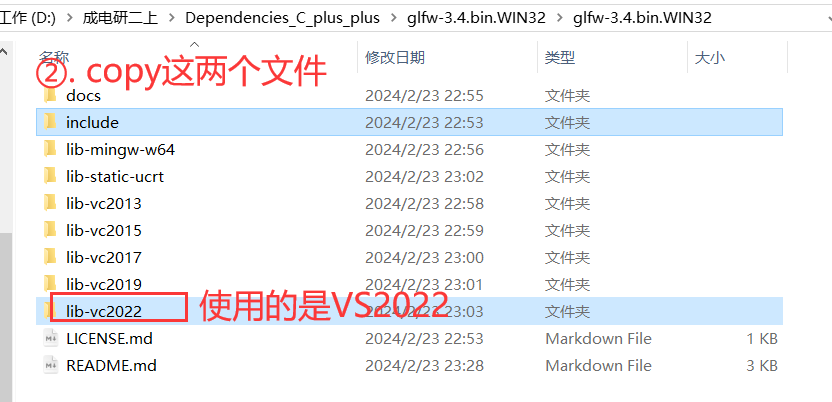 工作 (D:) > 成电研二上 > Dependencies_C_plus_plus > glfw-3.4.bin.WIN32 > glfw-3.4.bin.WIN32
名称 修改日期 类型 大小
②. copy这两个文件
docs 2024/2/23 22:55 文件夹
include 2024/2/23 22:53 文件夹
lib-mingw-w64 2024/2/23 22:56 文件夹
lib-static-ucrt 2024/2/23 23:02 文件夹
lib-vc2013 2024/2/23 22:58 文件夹
lib-vc2015 2024/2/23 22:59 文件夹
lib-vc2017 2024/2/23 23:00 文件夹
lib-vc2019 2024/2/23 23:01 文件夹
使用的是VS2022
lib-vc2022 2024/2/23 23:03 文件夹
LICENSE.md 2024/2/23 22:53 Markdown File 1 KB
README.md 2024/2/23 23:28 Markdown File 3 KB